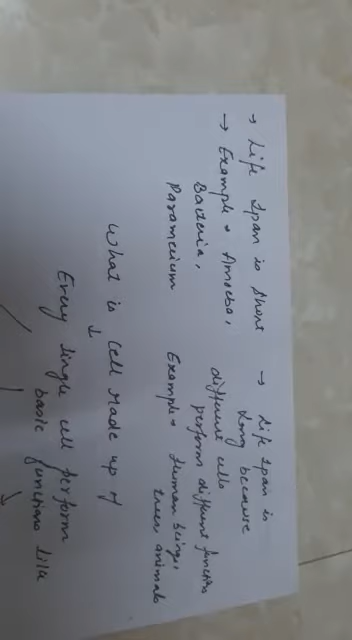 → Life span is short
→ Example → Amoeba,
Bacteria,
Paramecium
→ Life span is
long because
different cells
perform different functions
Example → Human beings,
trees, animals
What is cell made up of
↓
Every single cell perform
basic functions like